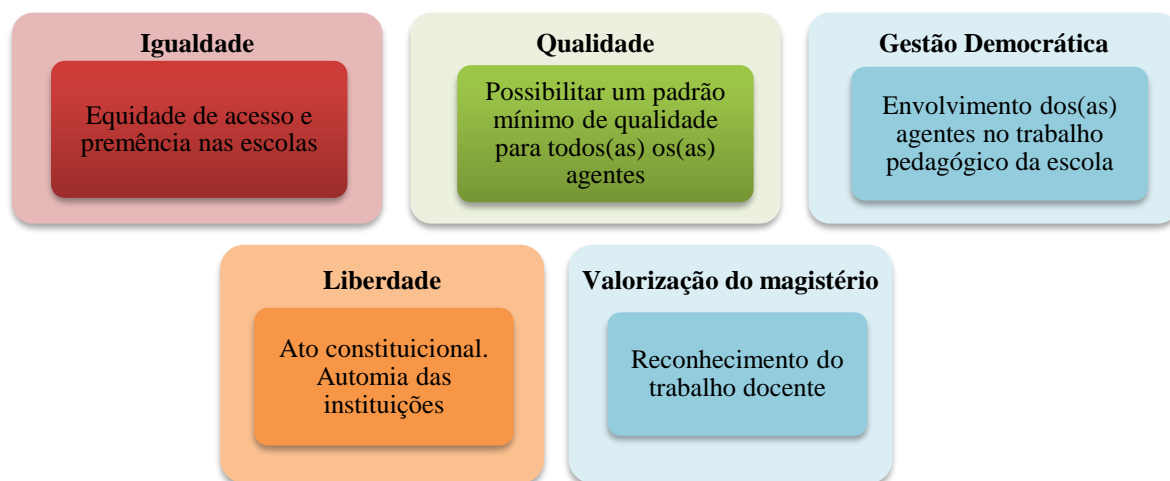 Igualdade
Equidade de acesso e
premência nas escolas
Qualidade
Possibilitar um padrão
mínimo de qualidade
para todos(as) os(as)
agentes
Gestão Democrática
Envolvimento dos(as)
agentes no trabalho
pedagógico da escola
Liberdade
Ato constituicional.
Automia das
instituições
Valorização do magistério
Reconhecimento do
trabalho docente